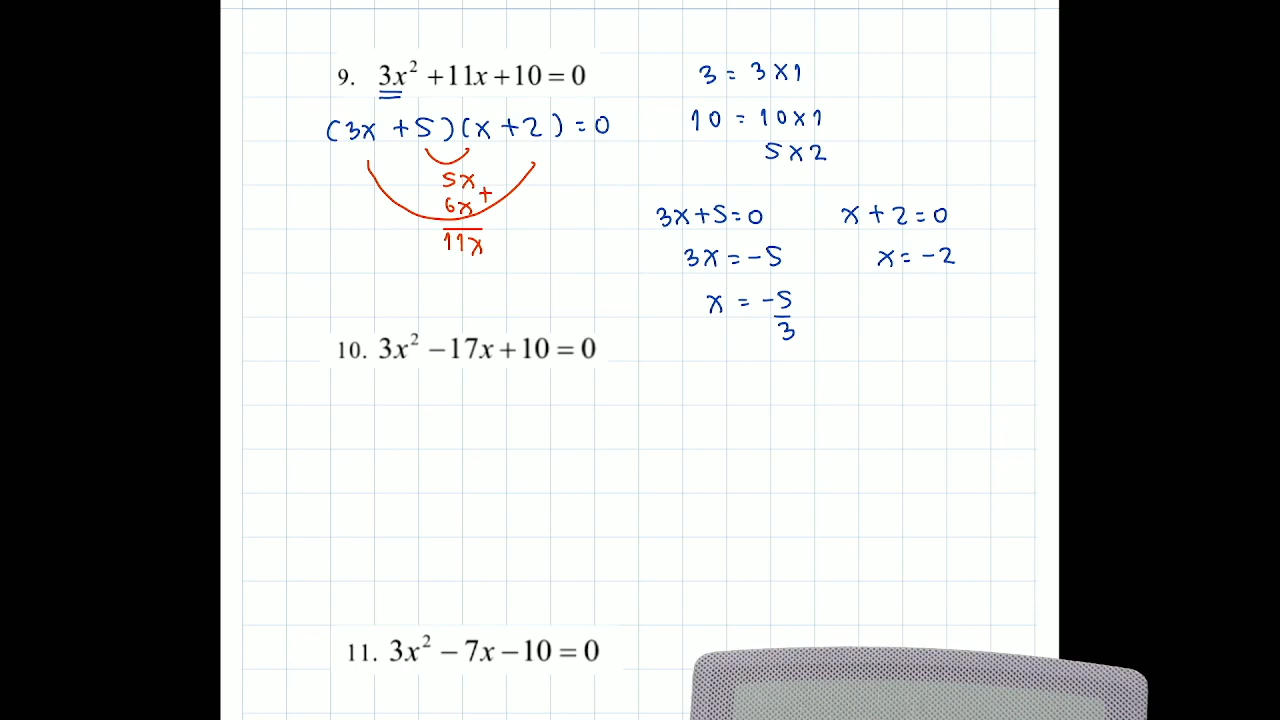 9. 3x² + 11x + 10 = 0
(3x + 5)(x + 2) = 0
5x
6x +
11x
3 = 3 x 1
10 = 10 x 1
5 x 2
3x + 5 = 0
3x = -5
x = -5/3
x + 2 = 0
x = -2
10. 3x² − 17x + 10 = 0
11. 3x² − 7x − 10 = 0